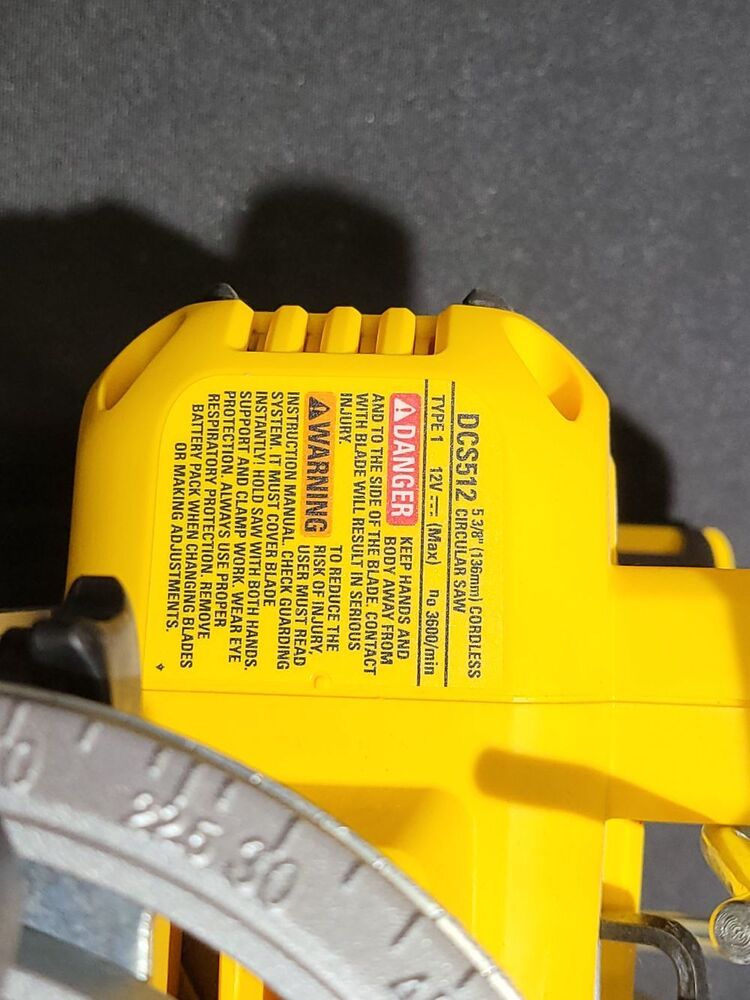 DCS512 5 3/8" (136mm) CORDLESS
CIRCULAR SAW
TYPE 1 12V ⎓ (Max) n₀ 3600/min
⚠DANGER KEEP HANDS AND
BODY AWAY FROM
AND TO THE SIDE OF THE BLADE. CONTACT
WITH BLADE WILL RESULT IN SERIOUS
INJURY.
⚠WARNING TO REDUCE THE
RISK OF INJURY,
USER MUST READ
INSTRUCTION MANUAL. CHECK GUARDING
SYSTEM. IT MUST COVER BLADE
INSTANTLY! HOLD SAW WITH BOTH HANDS.
SUPPORT AND CLAMP WORK. WEAR EYE
PROTECTION. ALWAYS USE PROPER
RESPIRATORY PROTECTION. REMOVE
BATTERY PACK WHEN CHANGING BLADES
OR MAKING ADJUSTMENTS.
22.5 30